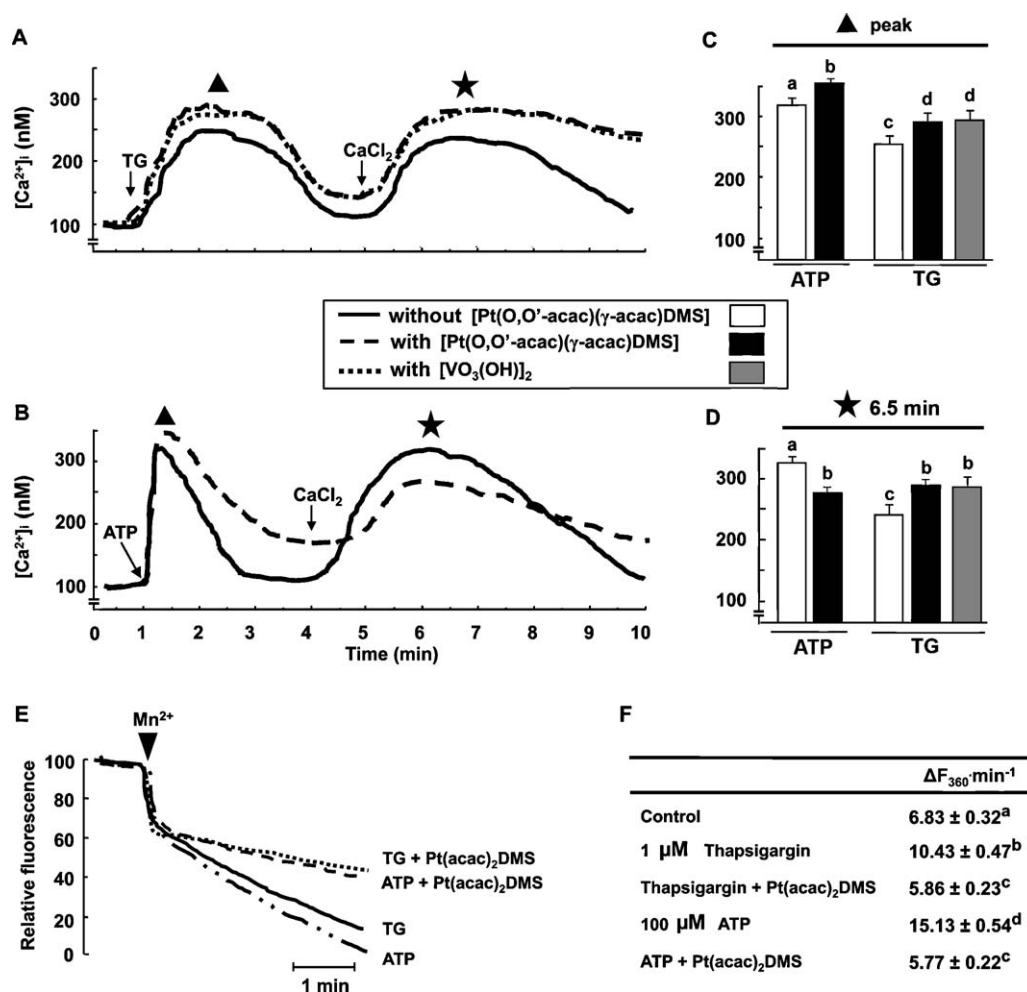 A
[Ca²⁺]ᵢ (nM)
300
200
100
TG
CaCl₂
C
▲ peak
300
200
100
a
b
c
d
d
ATP
TG
without [Pt(O,O'-acac)(γ-acac)DMS]
with [Pt(O,O'-acac)(γ-acac)DMS]
with [VO₃(OH)]₂
B
[Ca²⁺]ᵢ (nM)
300
200
100
ATP
CaCl₂
0 1 2 3 4 5 6 7 8 9 10
Time (min)
D
★ 6.5 min
300
200
100
a
b
c
b
b
ATP
TG
E
Mn²⁺
Relative fluorescence
100
80
60
40
20
0
TG + Pt(acac)₂DMS
ATP + Pt(acac)₂DMS
TG
ATP
1 min
F
ΔF₃₆₀·min⁻¹
Control 6.83 ± 0.32ᵃ
1 μM Thapsigargin 10.43 ± 0.47ᵇ
Thapsigargin + Pt(acac)₂DMS 5.86 ± 0.23ᶜ
100 μM ATP 15.13 ± 0.54ᵈ
ATP + Pt(acac)₂DMS 5.77 ± 0.22ᶜ